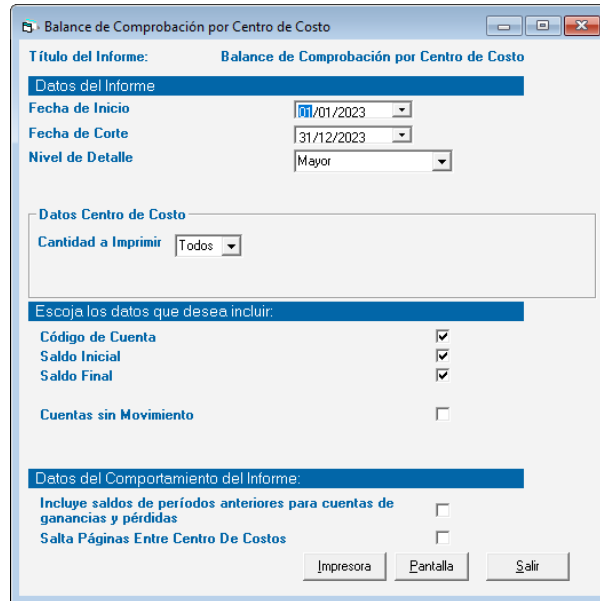 Balance de Comprobación por Centro de Costo
Título del Informe: Balance de Comprobación por Centro de Costo
Datos del Informe
Fecha de Inicio 01/01/2023
Fecha de Corte 31/12/2023
Nivel de Detalle Mayor
Datos Centro de Costo
Cantidad a Imprimir Todos
Escoja los datos que desea incluir:
Código de Cuenta
Saldo Inicial
Saldo Final
Cuentas sin Movimiento
Datos del Comportamiento del Informe:
Incluye saldos de períodos anteriores para cuentas de
ganancias y pérdidas
Salta Páginas Entre Centro De Costos
Impresora Pantalla Salir